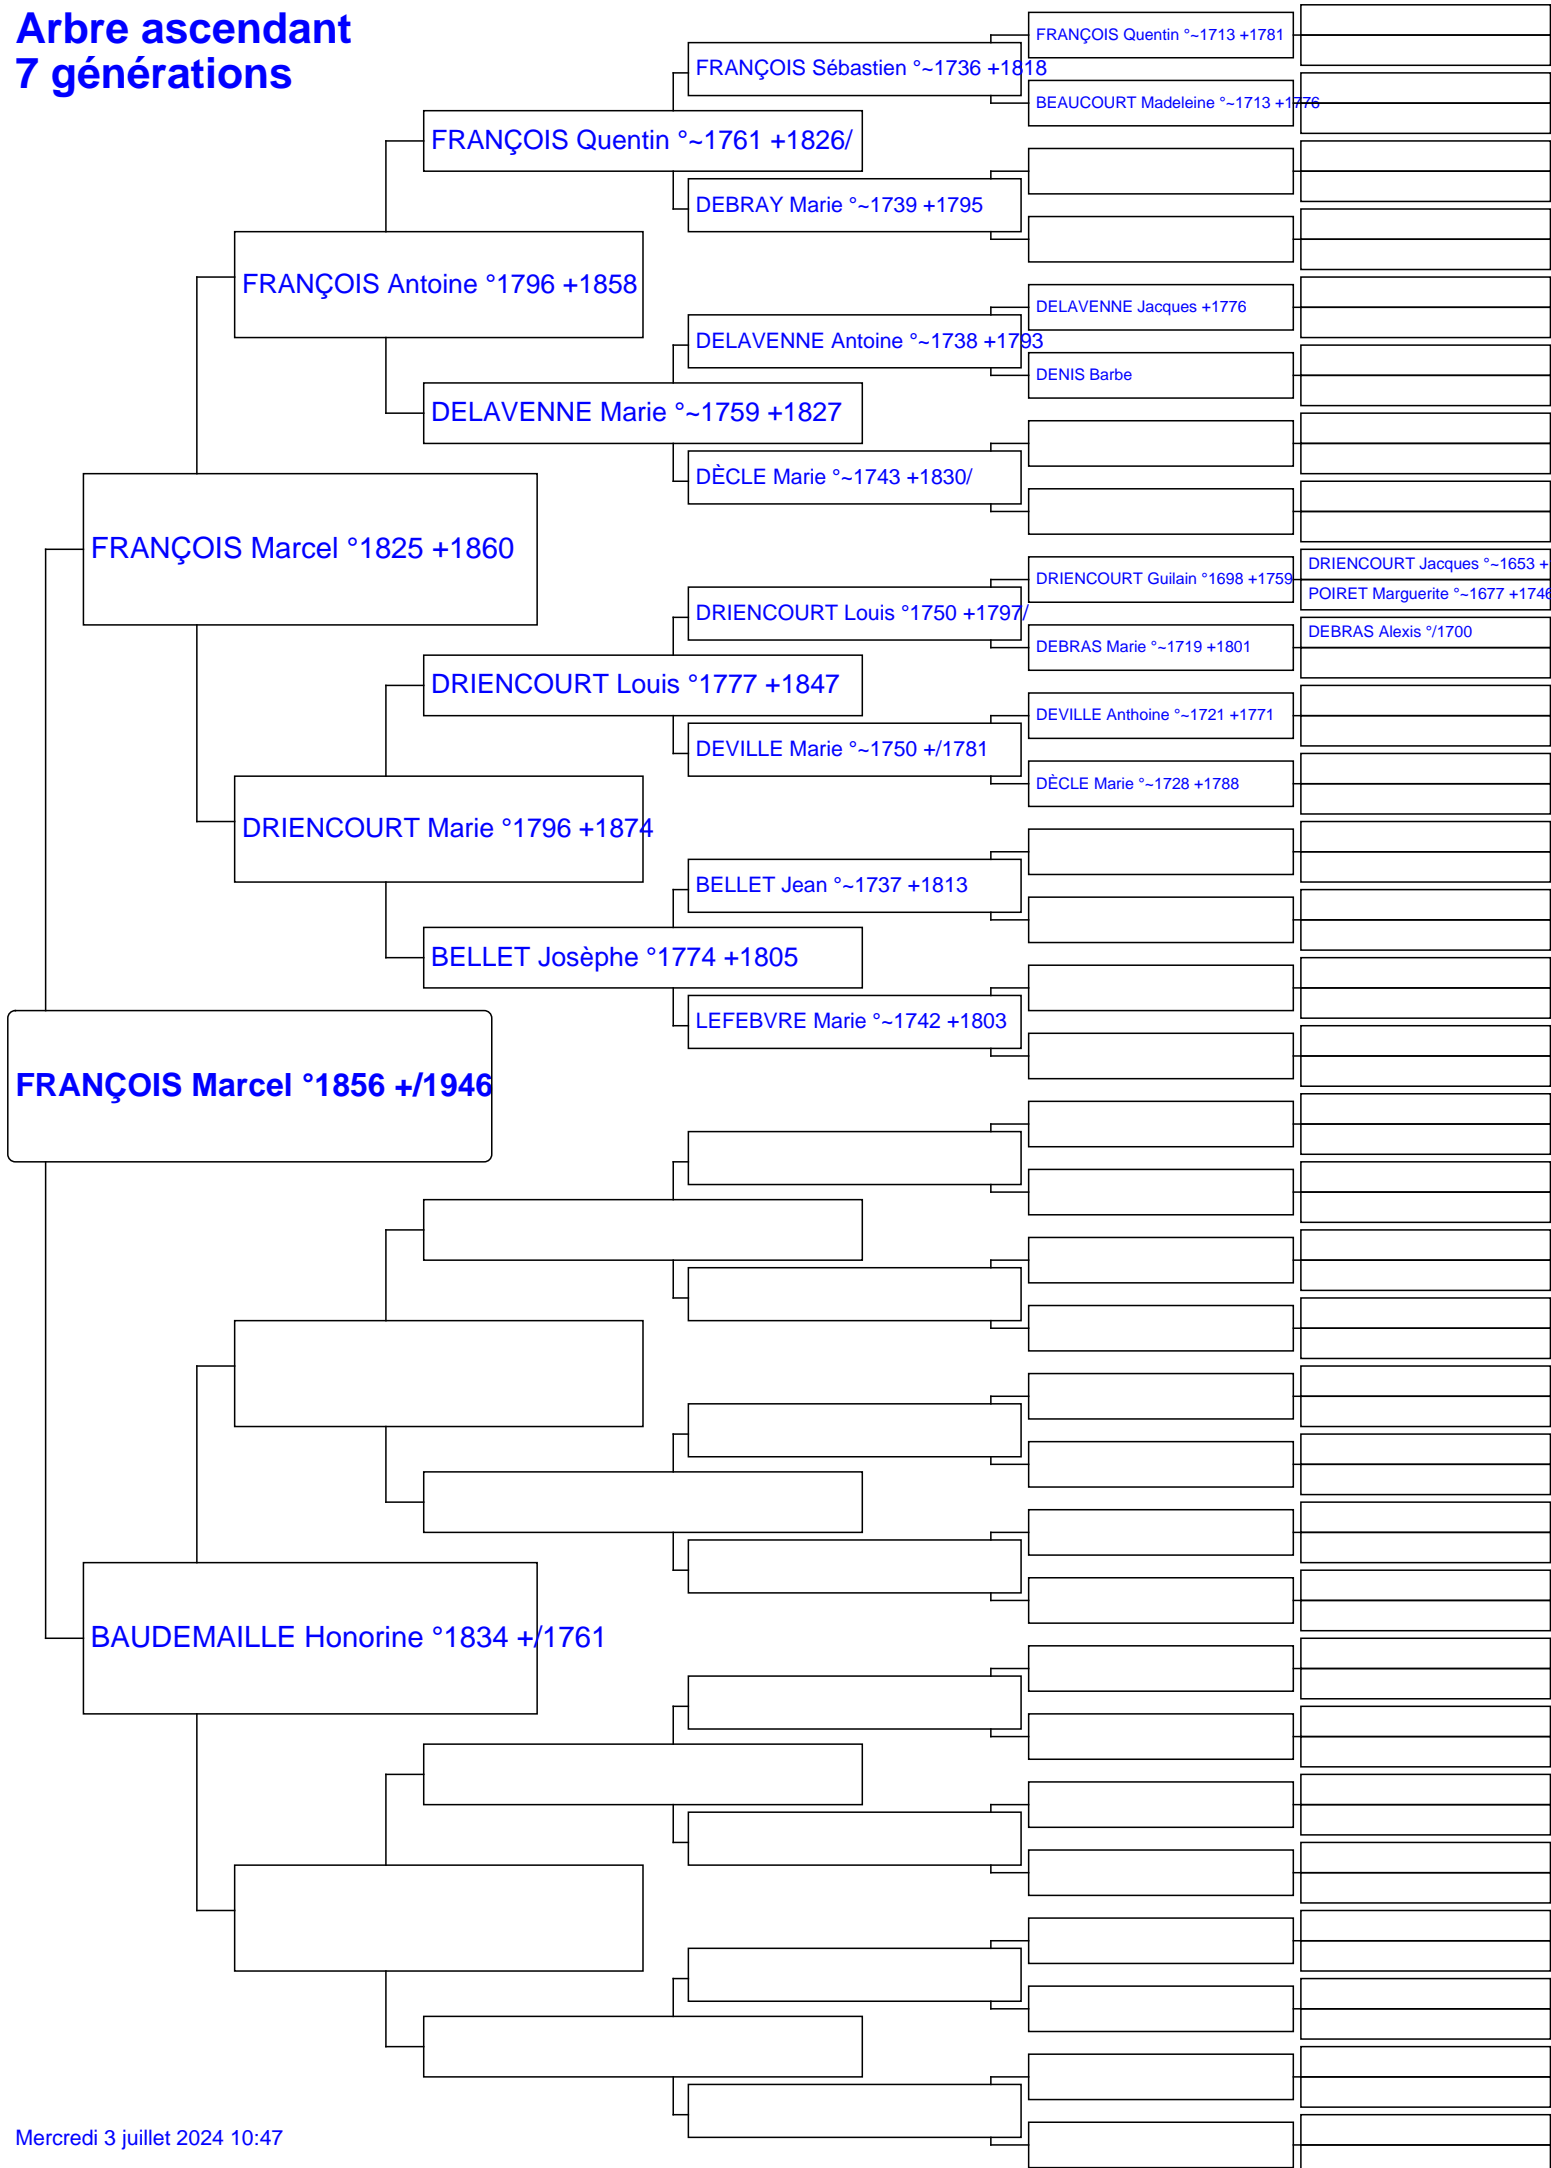 Arbre ascendant
7 générations
FRANÇOIS Quentin °~1713 +1781
FRANÇOIS Sébastien °~1736 +1818
BEAUCOURT Madeleine °~1713 +1776
FRANÇOIS Quentin °~1761 +1826/
DEBRAY Marie °~1739 +1795
FRANÇOIS Antoine °1796 +1858
DELAVENNE Jacques +1776
DELAVENNE Antoine °~1738 +1793
DENIS Barbe
DELAVENNE Marie °~1759 +1827
DÈCLE Marie °~1743 +1830/
FRANÇOIS Marcel °1825 +1860
DRIENCOURT Jacques °~1653 +
DRIENCOURT Guilain °1698 +1759
POIRET Marguerite °~1677 +1746
DRIENCOURT Louis °1750 +1797/
DEBRAS Alexis °/1700
DEBRAS Marie °~1719 +1801
DRIENCOURT Louis °1777 +1847
DEVILLE Anthoine °~1721 +1771
DEVILLE Marie °~1750 +/1781
DÈCLE Marie °~1728 +1788
DRIENCOURT Marie °1796 +1874
BELLET Jean °~1737 +1813
BELLET Josèphe °1774 +1805
LEFEBVRE Marie °~1742 +1803
FRANÇOIS Marcel °1856 +/1946
BAUDEMAILLE Honorine °1834 +/1761
Mercredi 3 juillet 2024 10:47